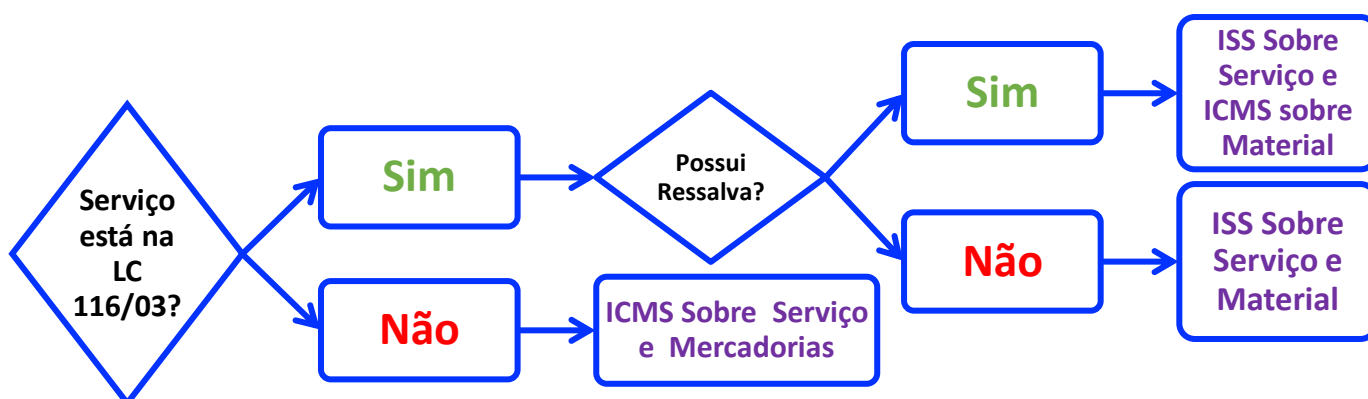 Serviço
está na
LC
116/03?
Sim
Não
Possui
Ressalva?
ICMS Sobre Serviço
e Mercadorias
Sim
Não
ISS Sobre
Serviço e
ICMS sobre
Material
ISS Sobre
Serviço e
Material